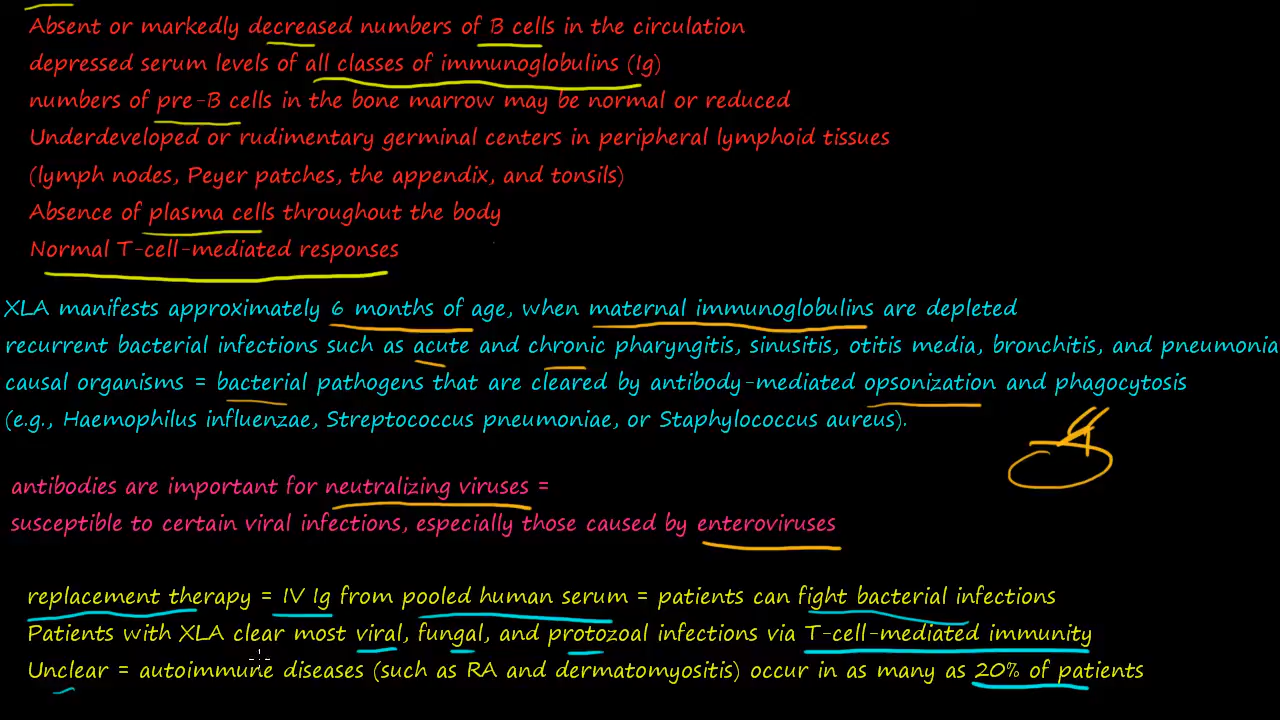 Absent or markedly decreased numbers of B cells in the circulation
depressed serum levels of all classes of immunoglobulins (Ig)
numbers of pre-B cells in the bone marrow may be normal or reduced
Underdeveloped or rudimentary germinal centers in peripheral lymphoid tissues
(lymph nodes, Peyer patches, the appendix, and tonsils)
Absence of plasma cells throughout the body
Normal T-cell-mediated responses
XLA manifests approximately 6 months of age, when maternal immunoglobulins are depleted
recurrent bacterial infections such as acute and chronic pharyngitis, sinusitis, otitis media, bronchitis, and pneumonia
causal organisms = bacterial pathogens that are cleared by antibody-mediated opsonization and phagocytosis
(e.g., Haemophilus influenzae, Streptococcus pneumoniae, or Staphylococcus aureus).
antibodies are important for neutralizing viruses =
susceptible to certain viral infections, especially those caused by enteroviruses
replacement therapy = IV Ig from pooled human serum = patients can fight bacterial infections
Patients with XLA clear most viral, fungal, and protozoal infections via T-cell-mediated immunity
Unclear = autoimmune diseases (such as RA and dermatomyositis) occur in as many as 20% of patients